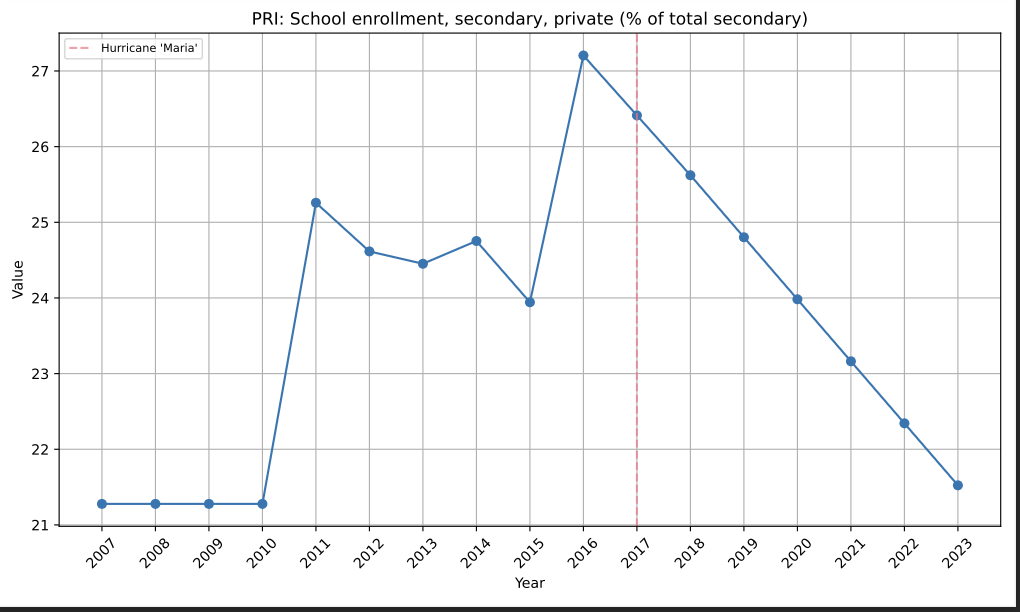 PRI: School enrollment, secondary, private (% of total secondary)
Hurricane 'Maria'
27
26
25
24
23
22
21
Value
2007 2008 2009 2010 2011 2012 2013 2014 2015 2016 2017 2018 2019 2020 2021 2022 2023
Year